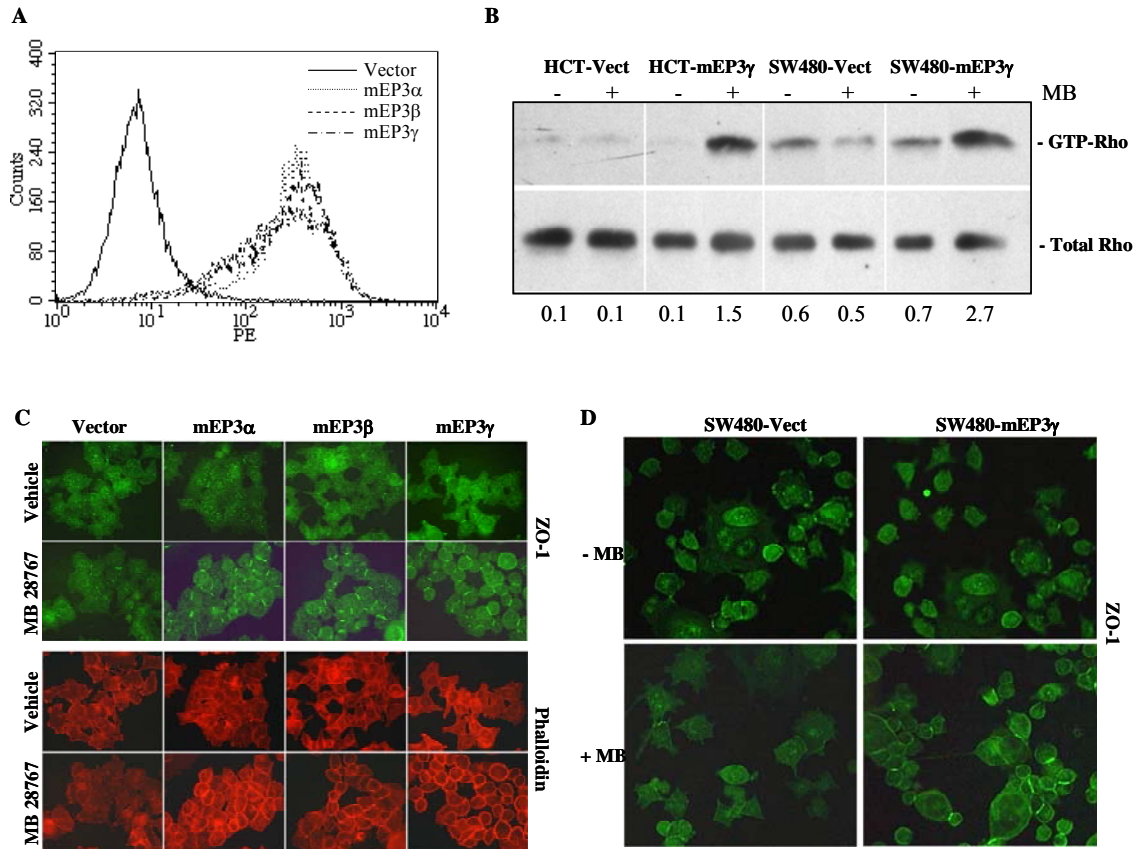 A
400
320
240
160
80
0
Counts
10^0 10^1 10^2 10^3 10^4
PE
Vector
mEP3α
mEP3β
mEP3γ
B
HCT-Vect HCT-mEP3γ SW480-Vect SW480-mEP3γ
- + - + - + - + MB
- GTP-Rho
- Total Rho
0.1 0.1 0.1 1.5 0.6 0.5 0.7 2.7
C
Vector mEP3α mEP3β mEP3γ
Vehicle
MB 28767
ZO-1
Vehicle
MB 28767
Phalloidin
D
SW480-Vect SW480-mEP3γ
- MB
+ MB
ZO-1